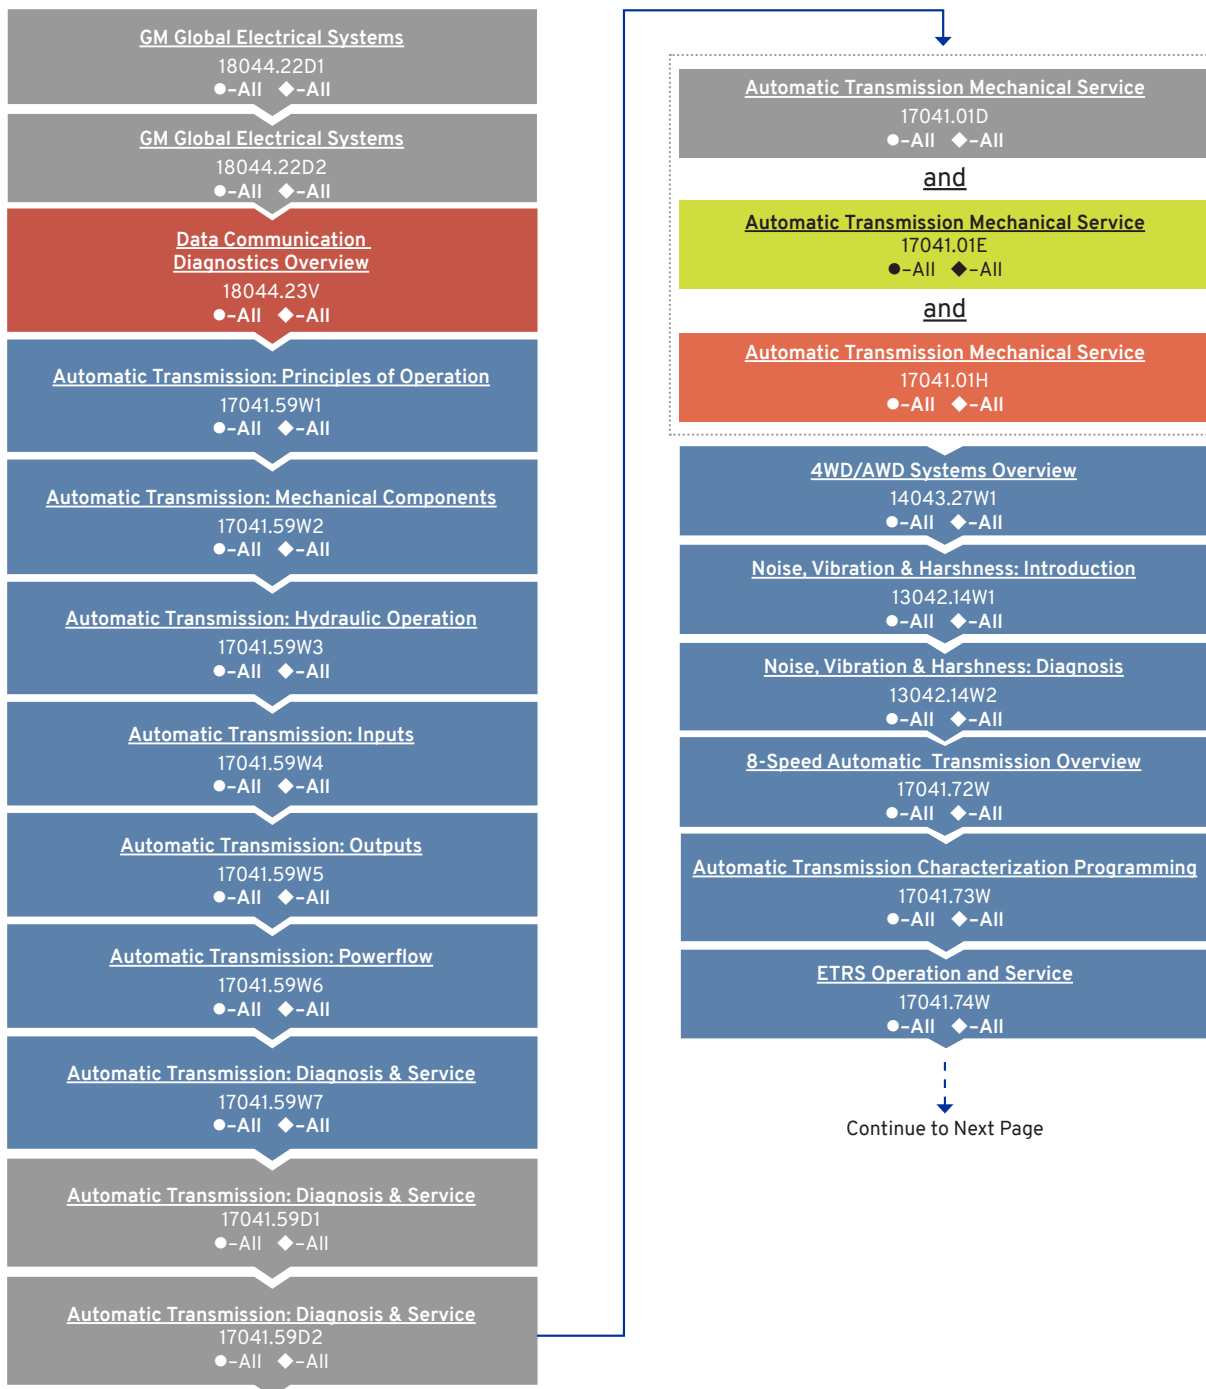 GM Global Electrical Systems
18044.22D1
●–All ◆–All
GM Global Electrical Systems
18044.22D2
●–All ◆–All
Data Communication
Diagnostics Overview
18044.23V
●–All ◆–All
Automatic Transmission: Principles of Operation
17041.59W1
●–All ◆–All
Automatic Transmission: Mechanical Components
17041.59W2
●–All ◆–All
Automatic Transmission: Hydraulic Operation
17041.59W3
●–All ◆–All
Automatic Transmission: Inputs
17041.59W4
●–All ◆–All
Automatic Transmission: Outputs
17041.59W5
●–All ◆–All
Automatic Transmission: Powerflow
17041.59W6
●–All ◆–All
Automatic Transmission: Diagnosis & Service
17041.59W7
●–All ◆–All
Automatic Transmission: Diagnosis & Service
17041.59D1
●–All ◆–All
Automatic Transmission: Diagnosis & Service
17041.59D2
●–All ◆–All
Automatic Transmission Mechanical Service
17041.01D
●–All ◆–All
and
Automatic Transmission Mechanical Service
17041.01E
●–All ◆–All
and
Automatic Transmission Mechanical Service
17041.01H
●–All ◆–All
4WD/AWD Systems Overview
14043.27W1
●–All ◆–All
Noise, Vibration & Harshness: Introduction
13042.14W1
●–All ◆–All
Noise, Vibration & Harshness: Diagnosis
13042.14W2
●–All ◆–All
8-Speed Automatic Transmission Overview
17041.72W
●–All ◆–All
Automatic Transmission Characterization Programming
17041.73W
●–All ◆–All
ETRS Operation and Service
17041.74W
●–All ◆–All
Continue to Next Page